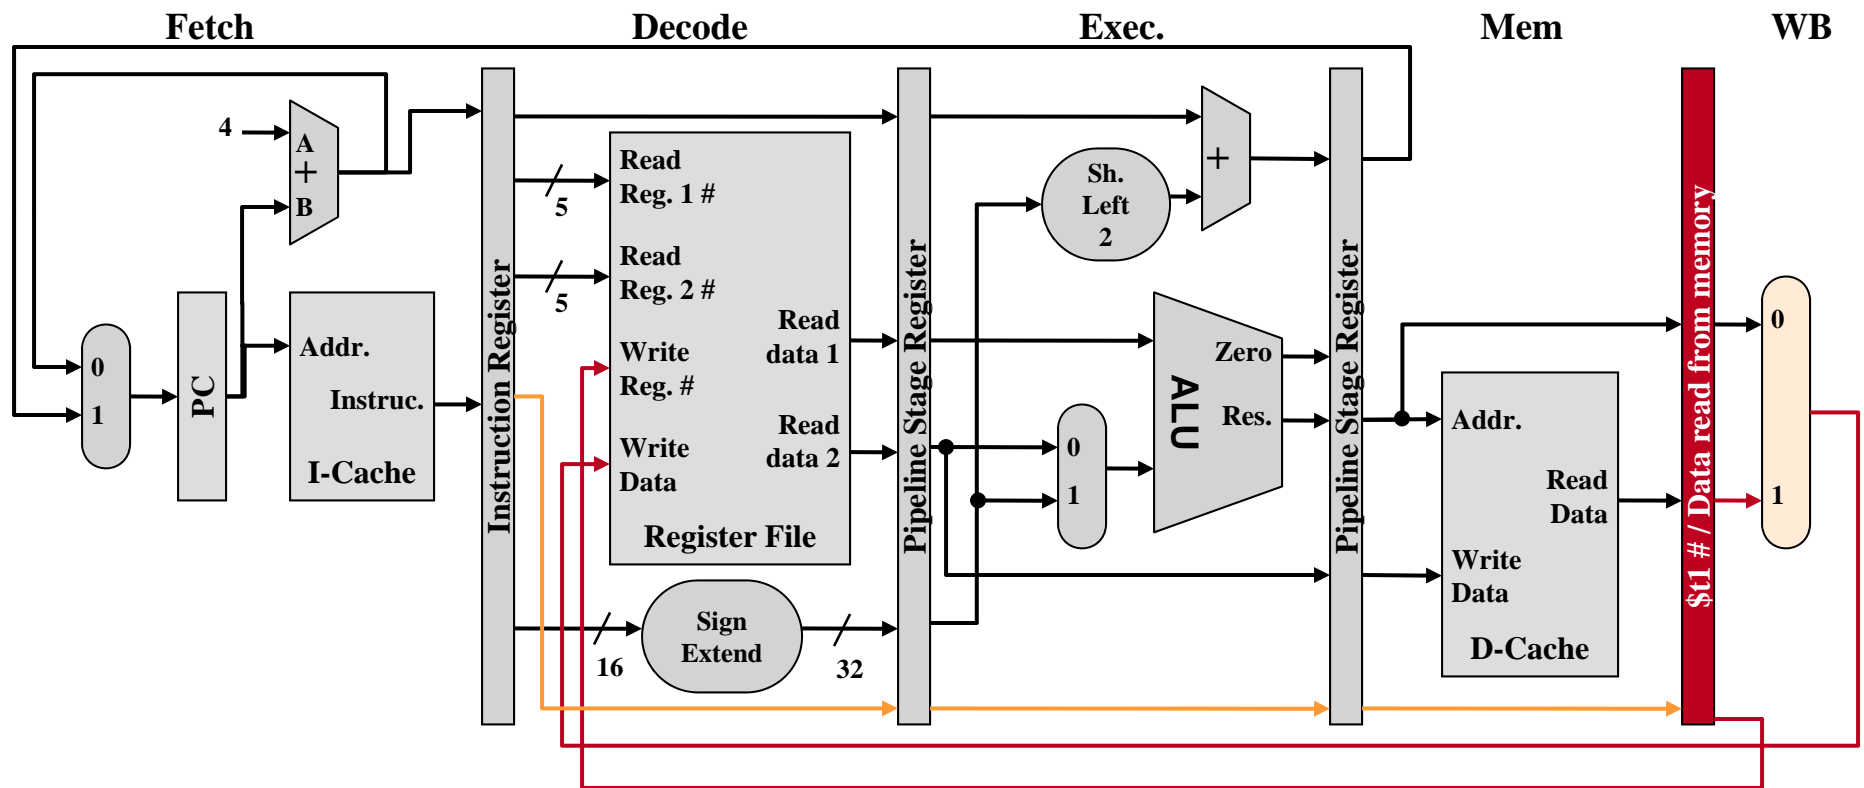 Fetch
Decode
Exec.
Mem
WB
4
A
+
B
0
1
PC
Addr.
Instruc.
I-Cache
Instruction Register
5
5
16
Read
Reg. 1 #
Read
Reg. 2 #
Write
Reg. #
Write
Data
Read
data 1
Read
data 2
Register File
Sign
Extend
32
Pipeline Stage Register
Sh.
Left
2
+
0
1
ALU
Zero
Res.
Pipeline Stage Register
Addr.
Read
Data
Write
Data
D-Cache
$t1 # / Data read from memory
0
1